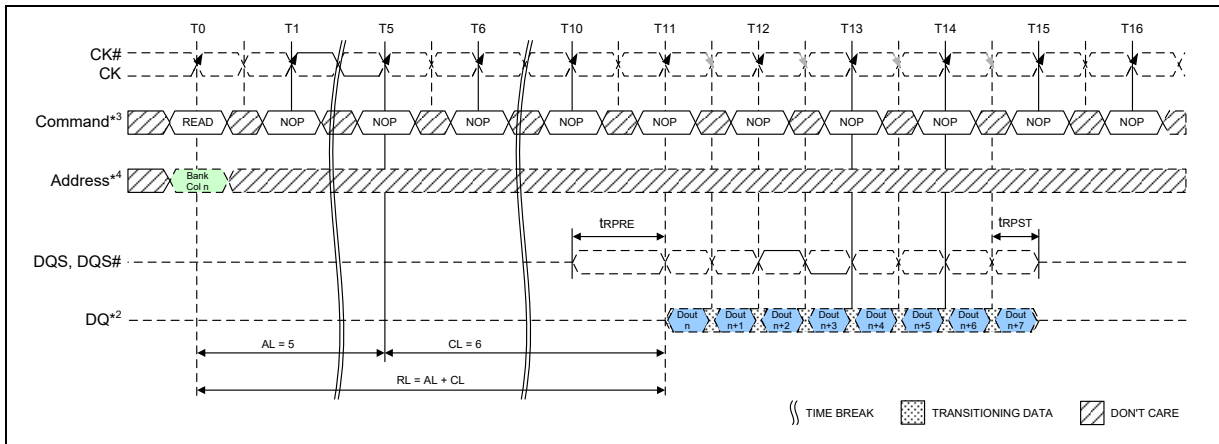 T0 T1 T5 T6 T10 T11 T12 T13 T14 T15 T16
CK#
CK
Command*3 READ NOP NOP NOP NOP NOP NOP NOP NOP NOP NOP
Address*4 Bank
Col n
tRPRE tRPST
DQS, DQS#
DQ*2 Dout n Dout n+1 Dout n+2 Dout n+3 Dout n+4 Dout n+5 Dout n+6 Dout n+7
AL = 5 CL = 6
RL = AL + CL
TIME BREAK TRANSITIONING DATA DON'T CARE